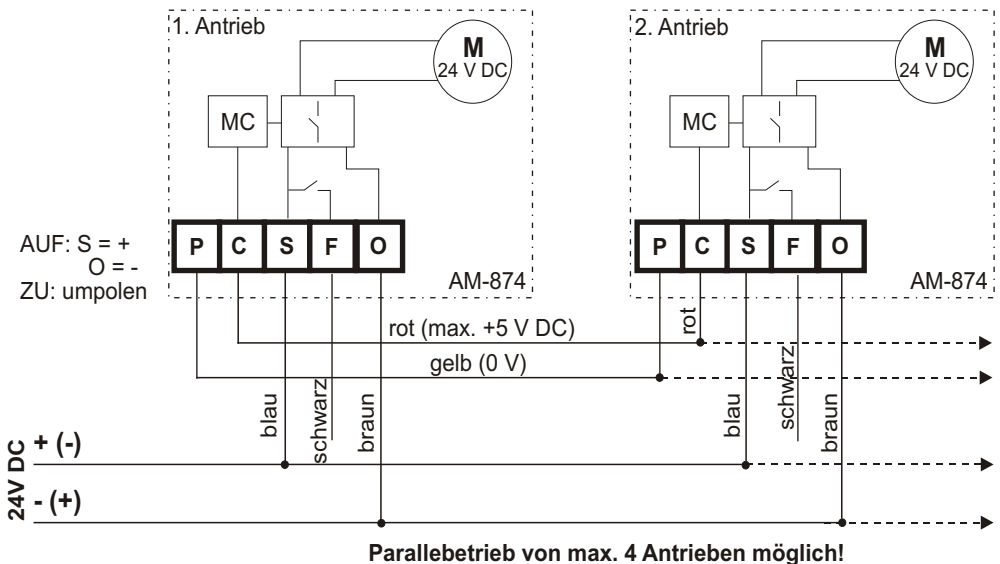 1. Antrieb
M
24 V DC
MC
P C S F O
AM-874
2. Antrieb
M
24 V DC
MC
P C S F O
AM-874
AUF: S = +
O = -
ZU: umpolen
rot (max. +5 V DC)
gelb (0 V)
rot
blau
schwarz
braun
blau
schwarz
braun
24V DC
+ (-)
- (+)
Parallebetrieb von max. 4 Antrieben möglich!